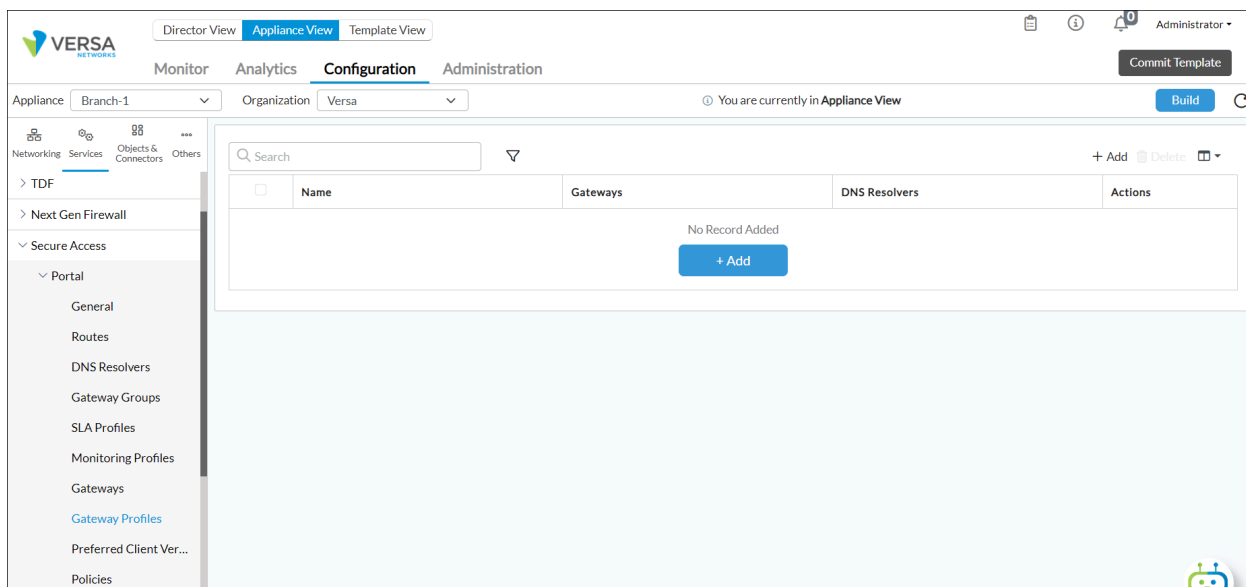 Director View Appliance View Template View
0
Administrator
VERSA
NETWORKS
Monitor Analytics Configuration Administration
Commit Template
Appliance Branch-1 Organization Versa You are currently in Appliance View Build
Networking Services Objects & Connectors Others
Search
+ Add Delete
Name Gateways DNS Resolvers Actions
No Record Added
+ Add
TDF
Next Gen Firewall
Secure Access
Portal
General
Routes
DNS Resolvers
Gateway Groups
SLA Profiles
Monitoring Profiles
Gateways
Gateway Profiles
Preferred Client Ver...
Policies